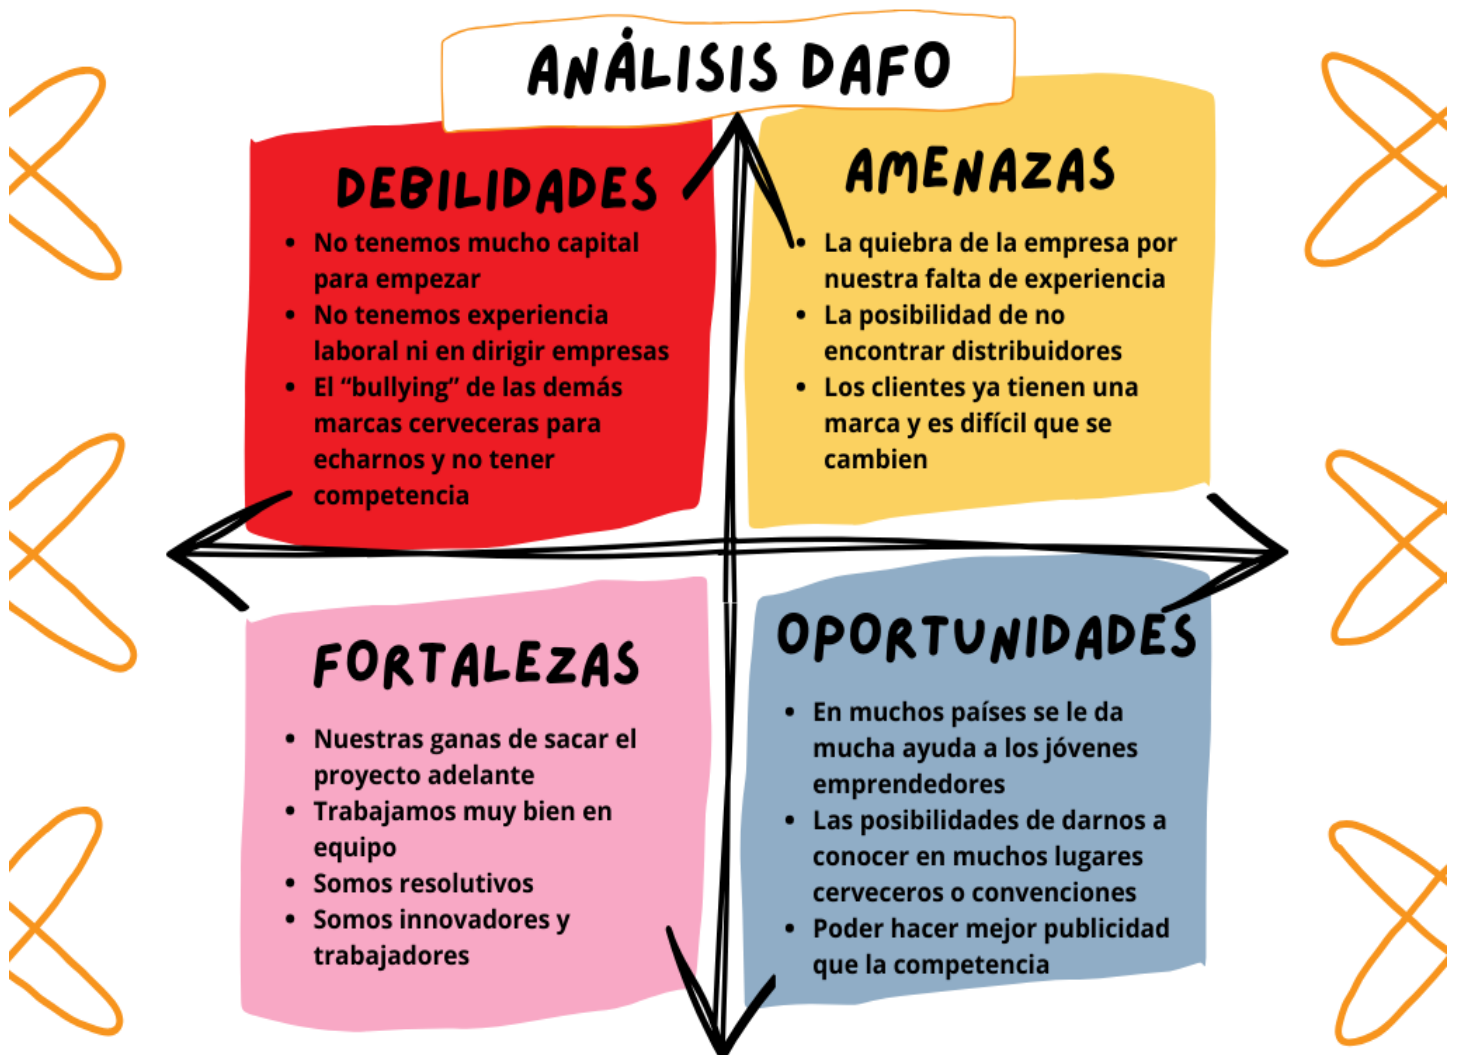 ANÁLISIS DAFO
DEBILIDADES
• No tenemos mucho capital
para empezar
• No tenemos experiencia
laboral ni en dirigir empresas
• El “bullying” de las demás
marcas cerveceras para
echarnos y no tener
competencia
AMENAZAS
• La quiebra de la empresa por
nuestra falta de experiencia
• La posibilidad de no
encontrar distribuidores
• Los clientes ya tienen una
marca y es difícil que se
cambien
FORTALEZAS
• Nuestras ganas de sacar el
proyecto adelante
• Trabajamos muy bien en
equipo
• Somos resolutivos
• Somos innovadores y
trabajadores
OPORTUNIDADES
• En muchos países se le da
mucha ayuda a los jóvenes
emprendedores
• Las posibilidades de darnos a
conocer en muchos lugares
cerveceros o convenciones
• Poder hacer mejor publicidad
que la competencia